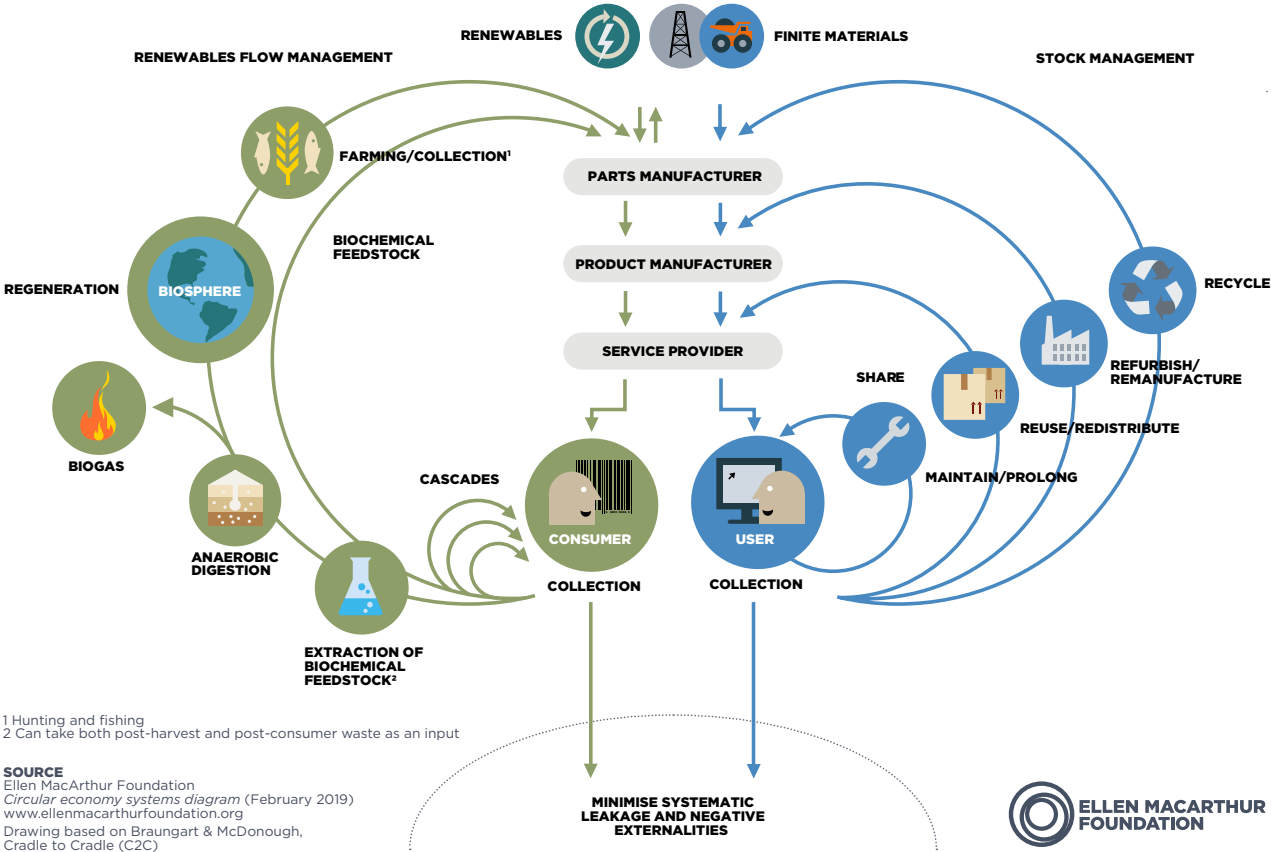 RENEWABLES
FINITE MATERIALS
RENEWABLES FLOW MANAGEMENT
STOCK MANAGEMENT
FARMING/COLLECTION¹
PARTS MANUFACTURER
BIOCHEMICAL
FEEDSTOCK
PRODUCT MANUFACTURER
REGENERATION
BIOSPHERE
RECYCLE
SERVICE PROVIDER
SHARE
REFURBISH/
REMANUFACTURE
REUSE/REDISTRIBUTE
BIOGAS
CASCADES
MAINTAIN/PROLONG
CONSUMER
USER
ANAEROBIC
DIGESTION
COLLECTION
COLLECTION
EXTRACTION OF
BIOCHEMICAL
FEEDSTOCK²
1 Hunting and fishing
2 Can take both post-harvest and post-consumer waste as an input
SOURCE
Ellen MacArthur Foundation
Circular economy systems diagram (February 2019)
www.ellenmacarthurfoundation.org
Drawing based on Braungart & McDonough,
Cradle to Cradle (C2C)
MINIMISE SYSTEMATIC
LEAKAGE AND NEGATIVE
EXTERNALITIES
ELLEN MACARTHUR
FOUNDATION